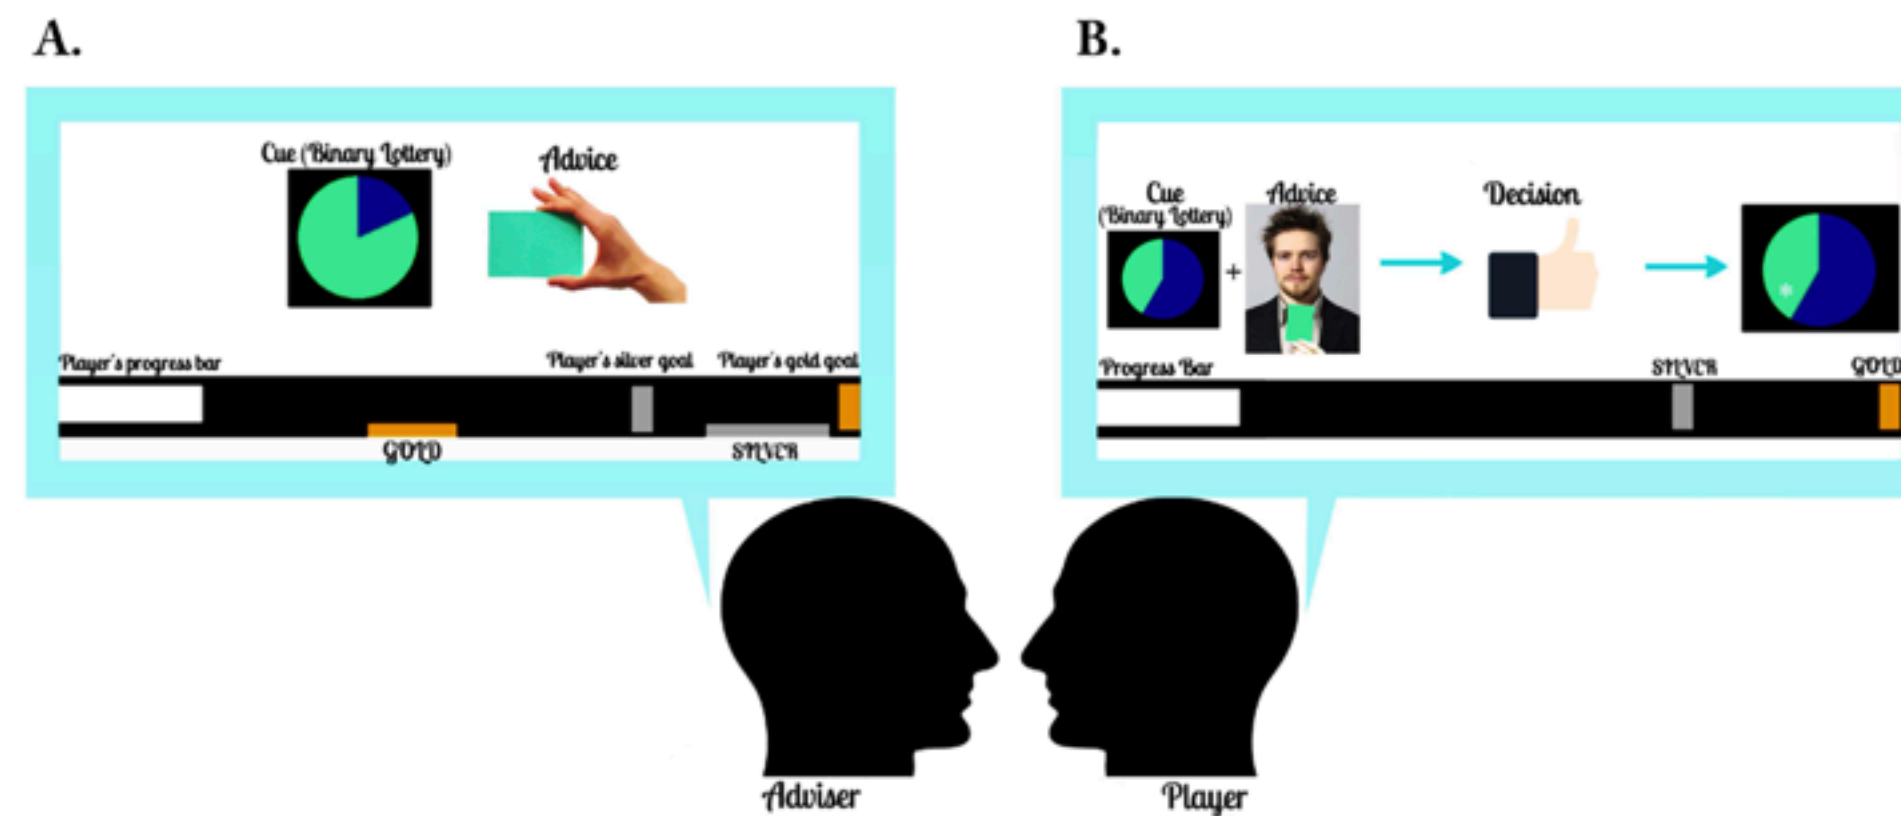 A.
Cue (Binary Lottery)
Advice
Player's progress bar
Player's silver goal
Player's gold goal
GOLD
SILVER
Adviser
B.
Cue
(Binary Lottery)
Advice
Decision
+
*
Progress Bar
SILVER
GOLD
Player